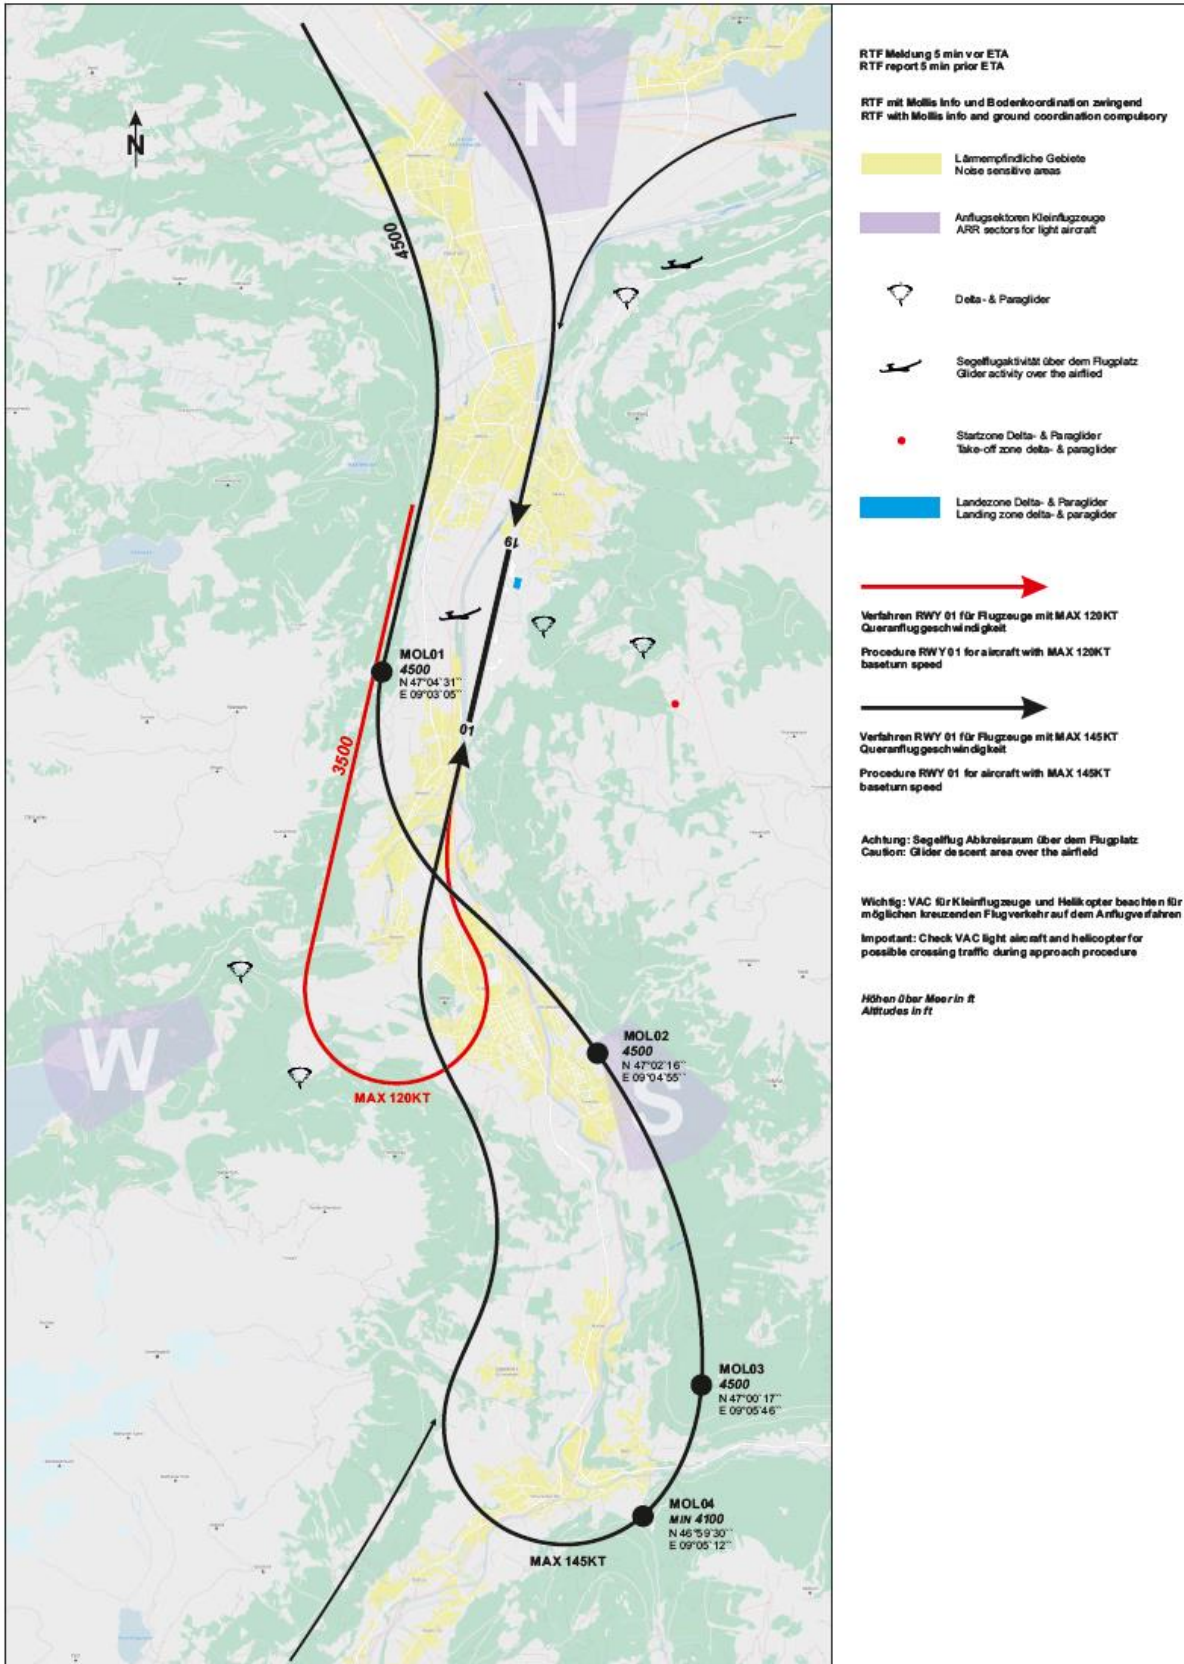 N
N
4500
19
MOL01
4500
N 47°04´31´´
E 09°03´05´´
01
3500
W
MAX 120KT
MOL02
4500
N 47°02´16´´
E 09°04´55´´
S
MOL03
4500
N 47°00´17´´
E 09°05´46´´
MOL04
MIN 4100
N 46°59´30´´
E 09°05´12´´
MAX 145KT
RTF Meldung 5 min vor ETA
RTF report 5 min prior ETA
RTF mit Mollis Info und Bodenkoordination zwingend
RTF with Mollis info and ground coordination compulsory
Lärmempfindliche Gebiete
Noise sensitive areas
Anflugsektoren Kleinflugzeuge
ARR sectors for light aircraft
Delta- & Paraglider
Segelflugaktivität über dem Flugplatz
Glider activity over the airflied
Startzone Delta- & Paraglider
Take-off zone delta- & paraglider
Landezone Delta- & Paraglider
Landing zone delta- & paraglider
Verfahren RWY 01 für Flugzeuge mit MAX 120KT
Queranfluggeschwindigkeit
Procedure RWY 01 for aircraft with MAX 120KT
baseturn speed
Verfahren RWY 01 für Flugzeuge mit MAX 145KT
Queranfluggeschwindigkeit
Procedure RWY 01 for aircraft with MAX 145KT
baseturn speed
Achtung: Segelflug Abkreisraum über dem Flugplatz
Caution: Glider descent area over the airfield
Wichtig: VAC für Kleinflugzeuge und Helikopter beachten für
möglichen kreuzenden Flugverkehr auf dem Anflugverfahren
Important: Check VAC light aircraft and helicopter for
possible crossing traffic during approach procedure
Höhen über Meer in ft
Altitudes in ft